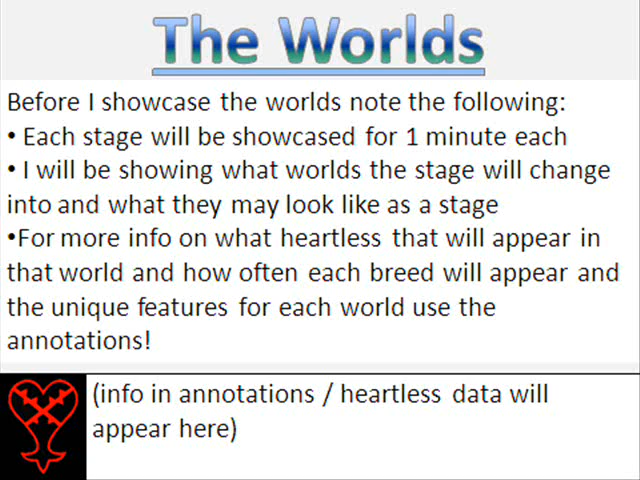 The Worlds
Before I showcase the worlds note the following:
• Each stage will be showcased for 1 minute each
• I will be showing what worlds the stage will change
into and what they may look like as a stage
•For more info on what heartless that will appear in
that world and how often each breed will appear and
the unique features for each world use the
annotations!
(info in annotations / heartless data will
appear here)